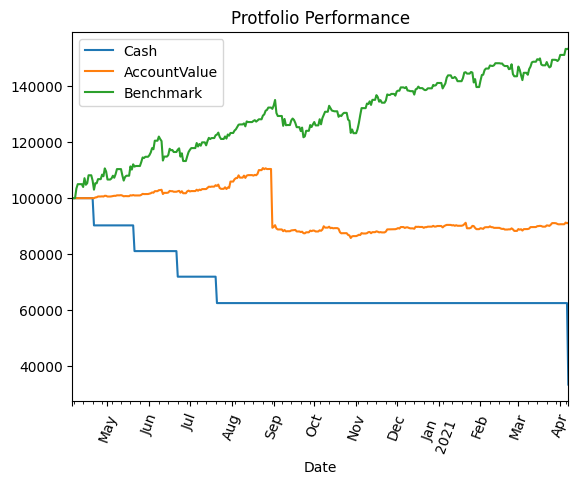 Protfolio Performance
Cash
AccountValue
Benchmark
140000
120000
100000
80000
60000
40000
May
Jun
Jul
Aug
Sep
Oct
Nov
Dec
Jan
2021
Feb
Mar
Apr
Date